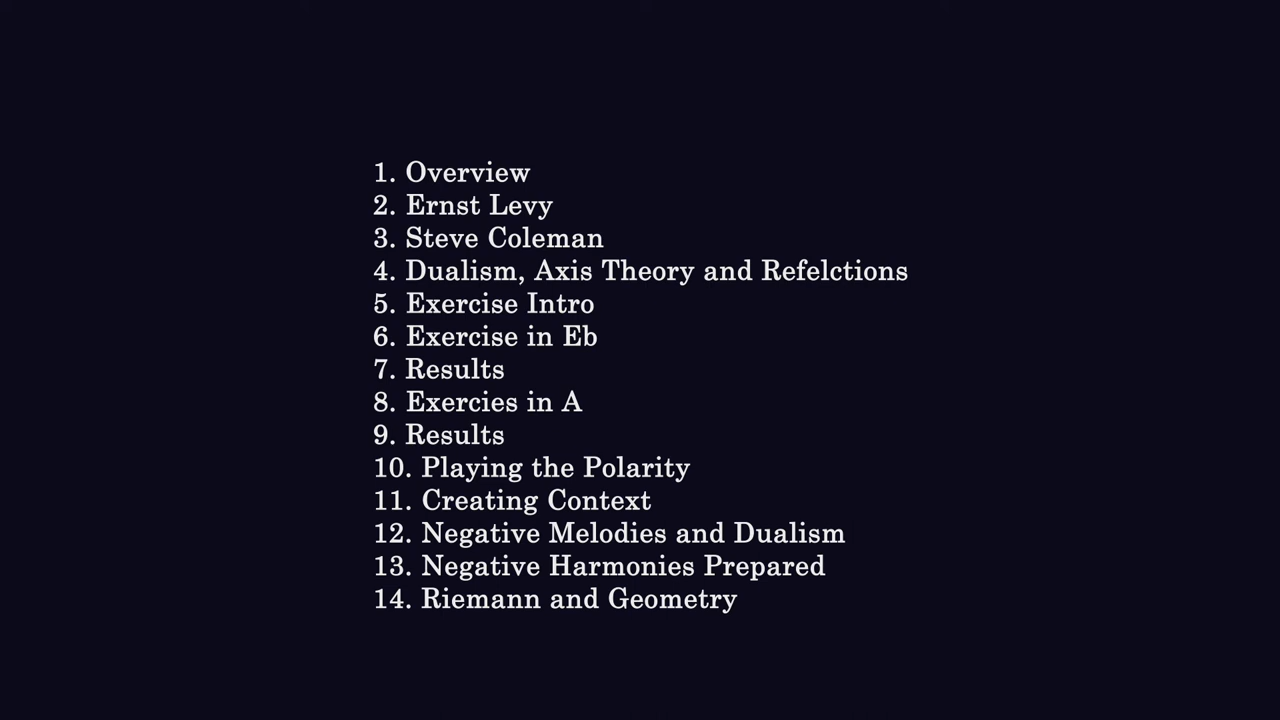 1. Overview
2. Ernst Levy
3. Steve Coleman
4. Dualism, Axis Theory and Refelctions
5. Exercise Intro
6. Exercise in Eb
7. Results
8. Exercies in A
9. Results
10. Playing the Polarity
11. Creating Context
12. Negative Melodies and Dualism
13. Negative Harmonies Prepared
14. Riemann and Geometry